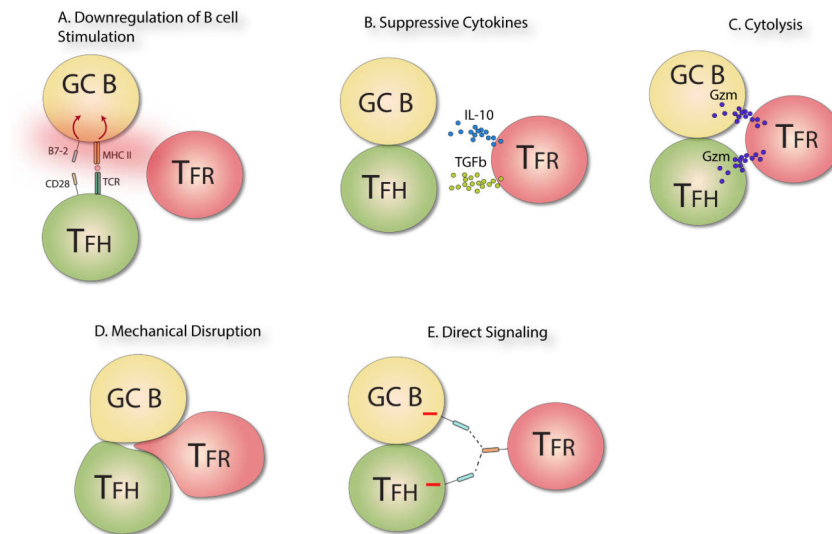 A. Downregulation of B cell
Stimulation
GC B
B7-2
MHC II
CD28
TCR
TFH
TFR
B. Suppressive Cytokines
GC B
IL-10
TGFb
TFH
TFR
C. Cytolysis
GC B
Gzm
TFR
Gzm
TFH
D. Mechanical Disruption
GC B
TFR
TFH
E. Direct Signaling
GC B
TFR
TFH